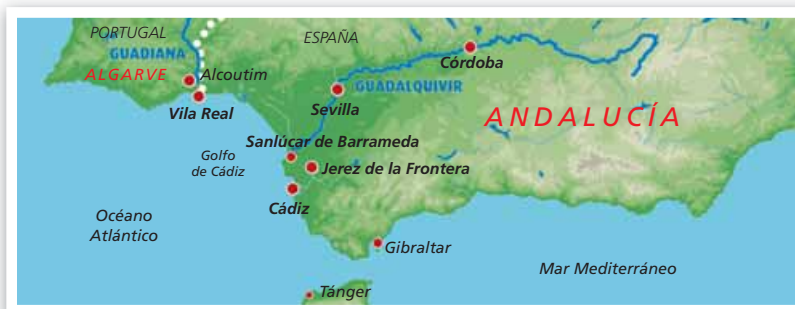 PORTUGAL
ESPAÑA
GUADIANA
Córdoba
ALGARVE
Alcoutim
GUADALQUIVIR
Vila Real
Sevilla
ANDALUCÍA
Sanlúcar de Barrameda
Golfo
de Cádiz
Jerez de la Frontera
Cádiz
Océano
Atlántico
Gibraltar
Mar Mediterráneo
Tánger